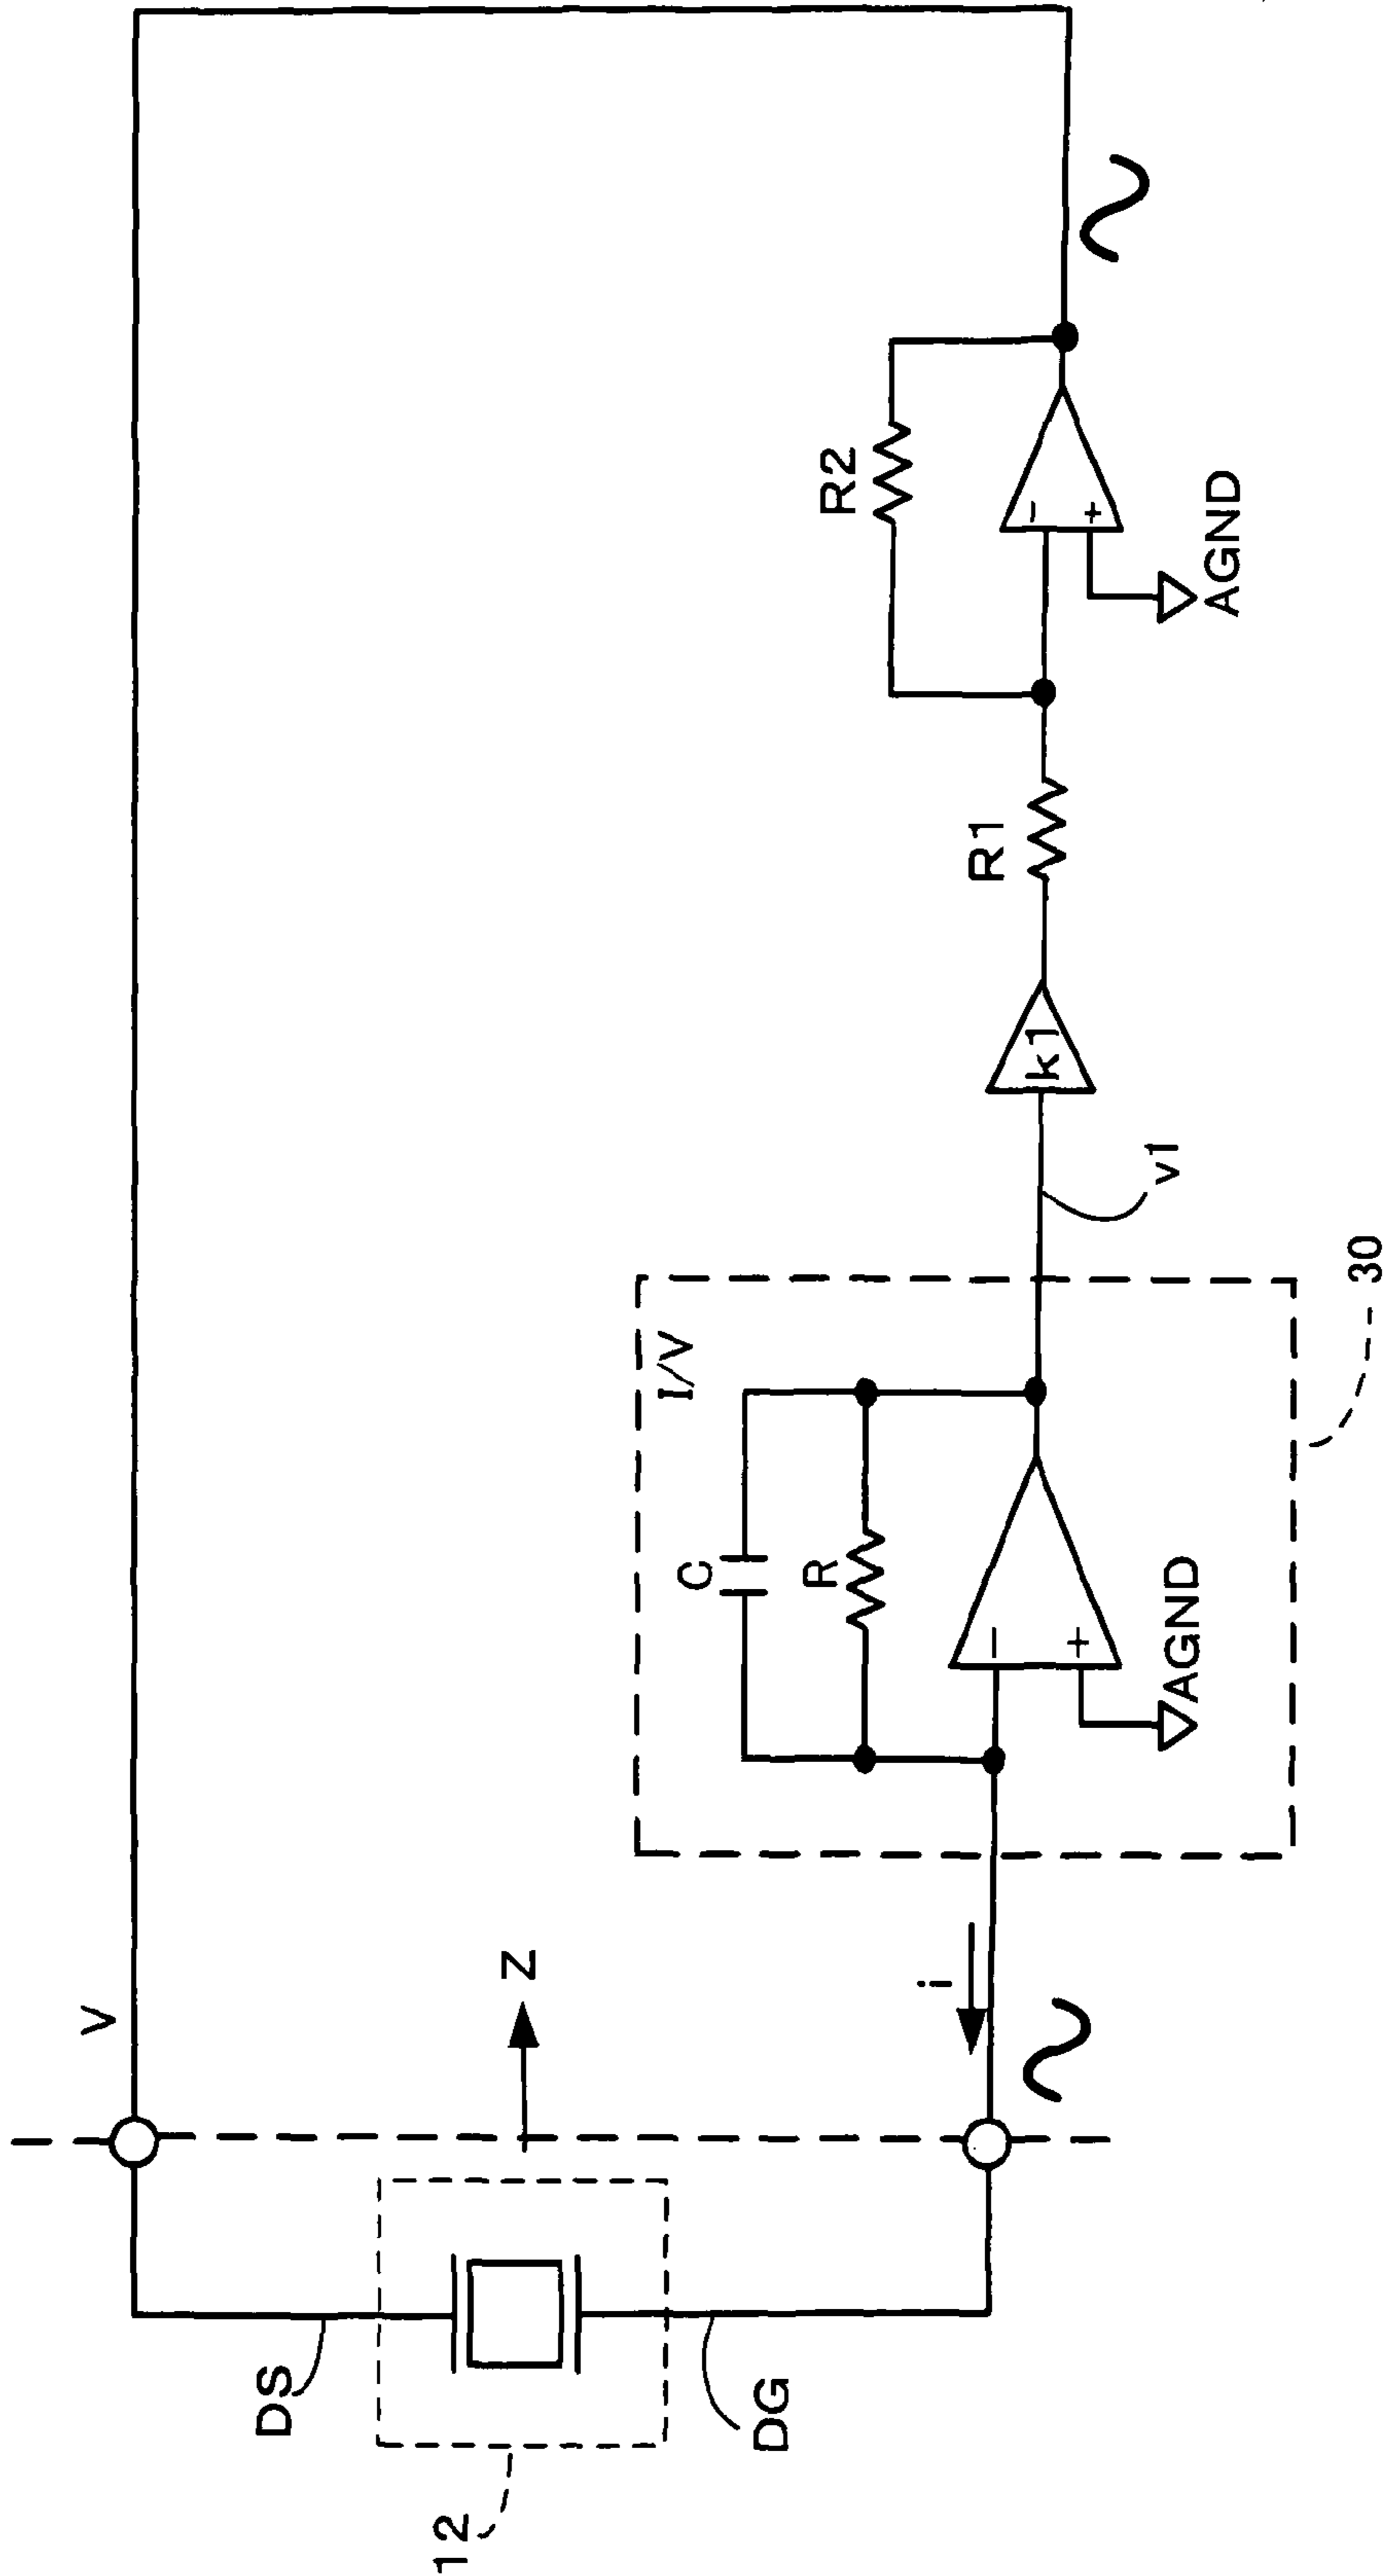 V
DS
12
Z
DG
i
I/V
C
R
−
+
AGND
30
v1
k1
R1
R2
−
+
AGND